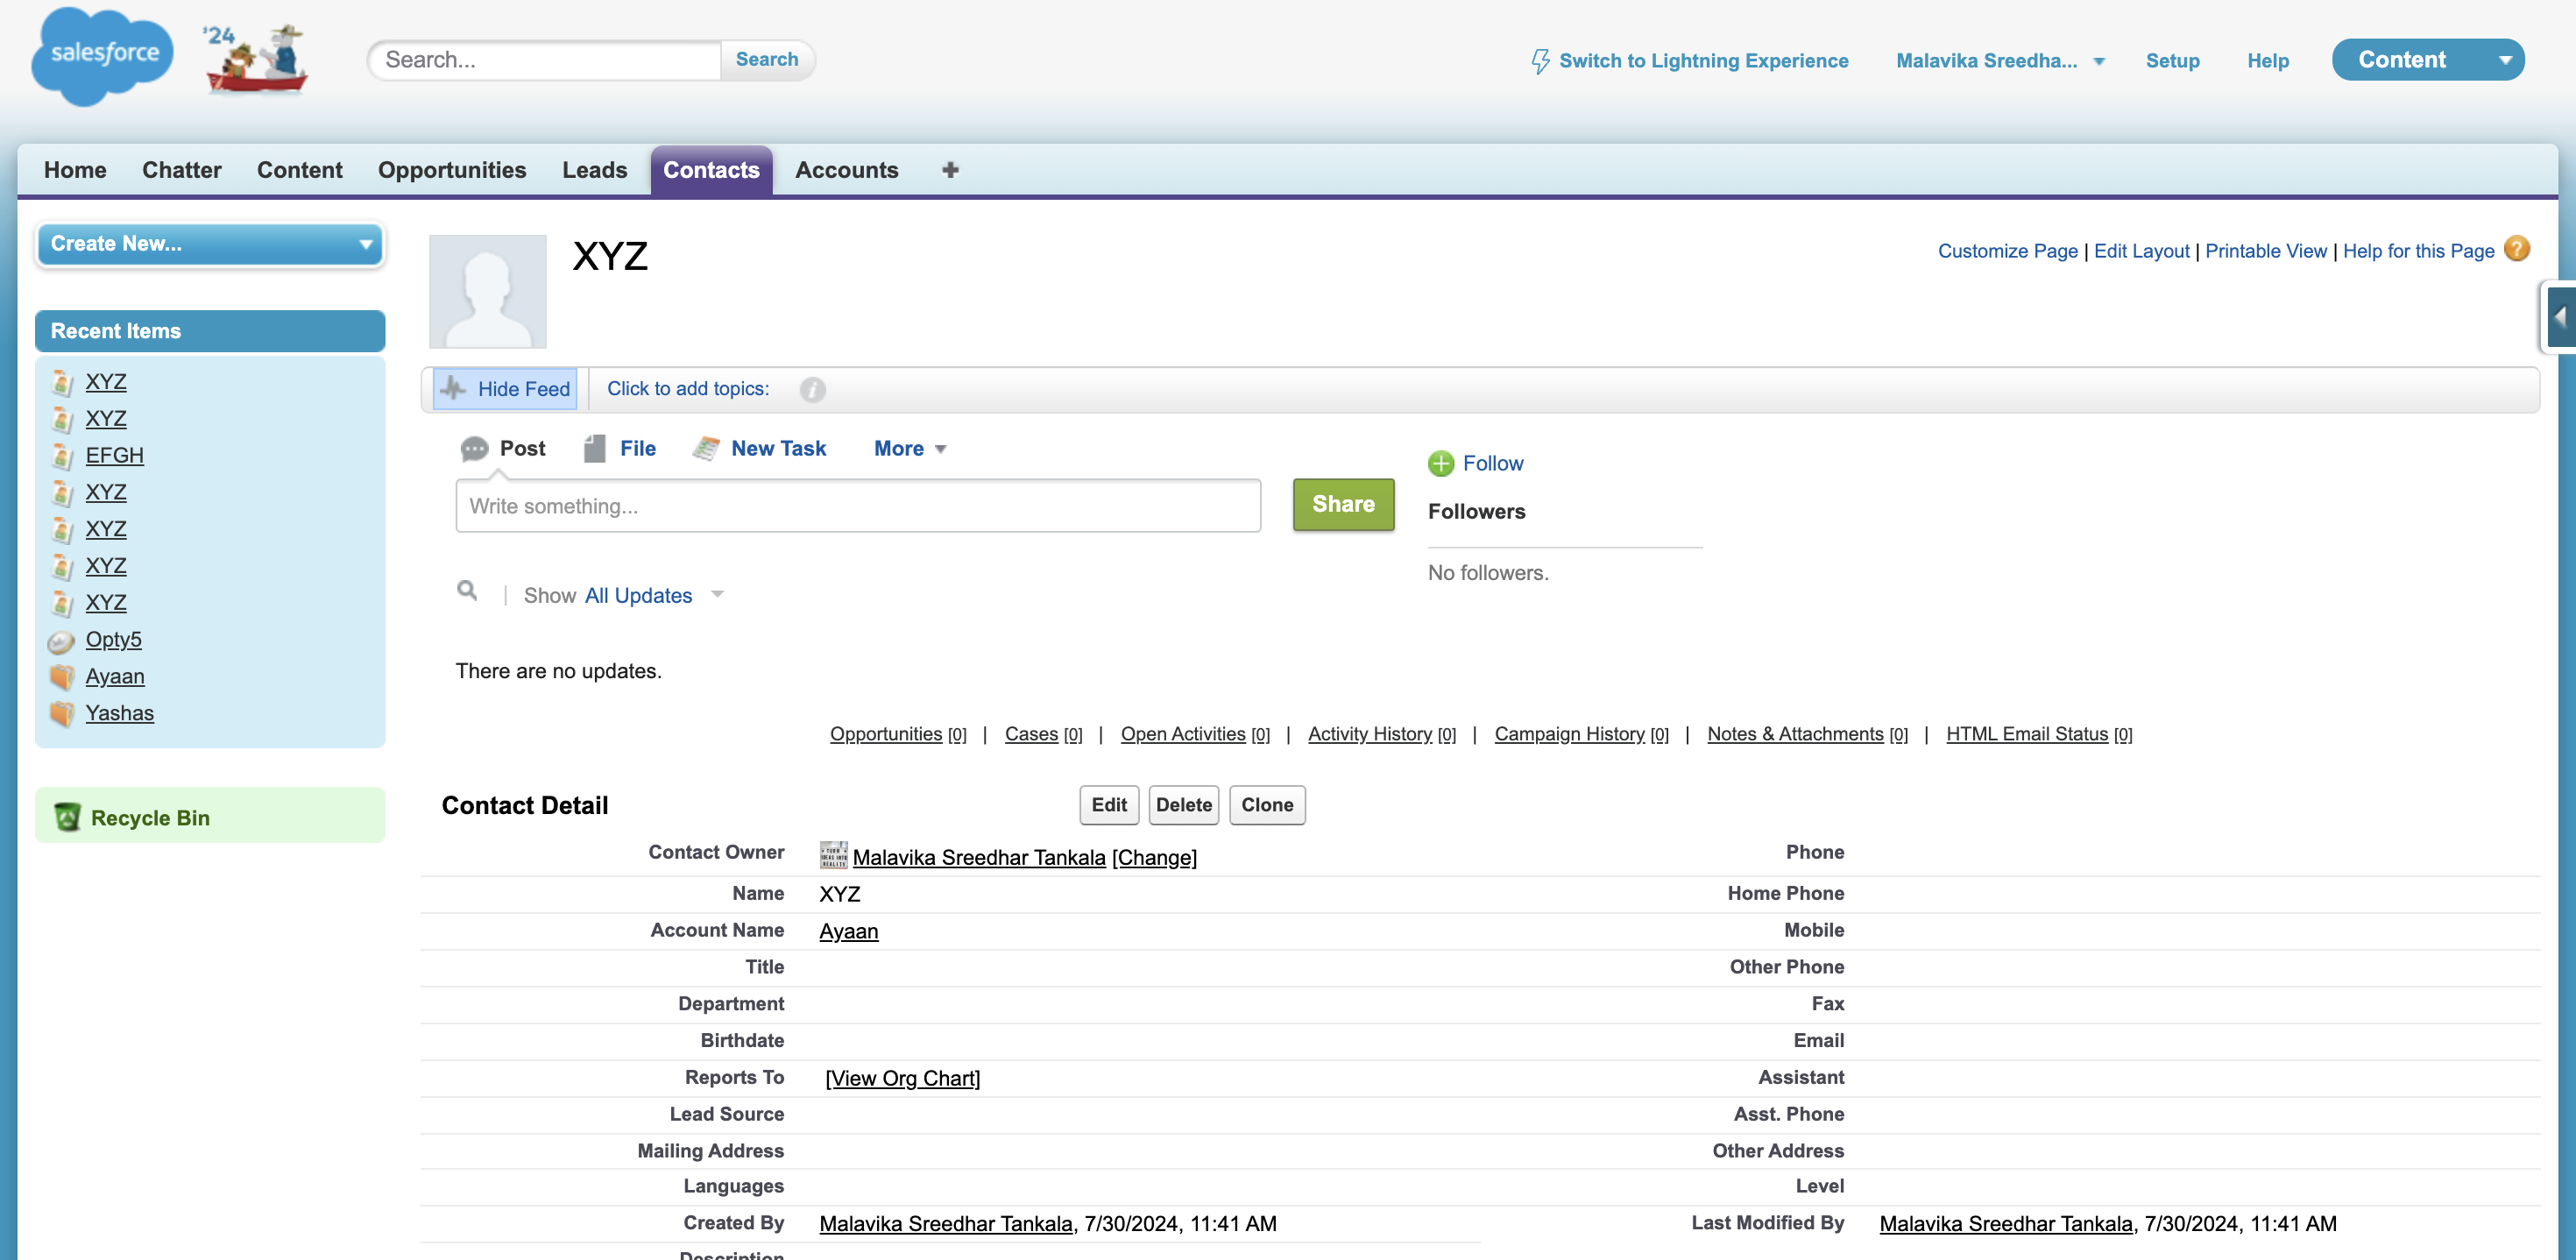 salesforce
'24
Search...
Search
Switch to Lightning Experience
Malavika Sreedha...
Setup
Help
Content
Home
Chatter
Content
Opportunities
Leads
Contacts
Accounts
Create New...
Recent Items
XYZ
XYZ
EFGH
XYZ
XYZ
XYZ
XYZ
Opty5
Ayaan
Yashas
Recycle Bin
XYZ
Customize Page | Edit Layout | Printable View | Help for this Page
Hide Feed
Click to add topics:
Post
File
New Task
More
Write something...
Share
Follow
Followers
No followers.
Show All Updates
There are no updates.
Opportunities [0] | Cases [0] | Open Activities [0] | Activity History [0] | Campaign History [0] | Notes & Attachments [0] | HTML Email Status [0]
Contact Detail
Edit
Delete
Clone
Contact Owner Malavika Sreedhar Tankala [Change] Phone
Name XYZ Home Phone
Account Name Ayaan Mobile
Title Other Phone
Department Fax
Birthdate Email
Reports To [View Org Chart] Assistant
Lead Source Asst. Phone
Mailing Address Other Address
Languages Level
Created By Malavika Sreedhar Tankala, 7/30/2024, 11:41 AM Last Modified By Malavika Sreedhar Tankala, 7/30/2024, 11:41 AM
Description